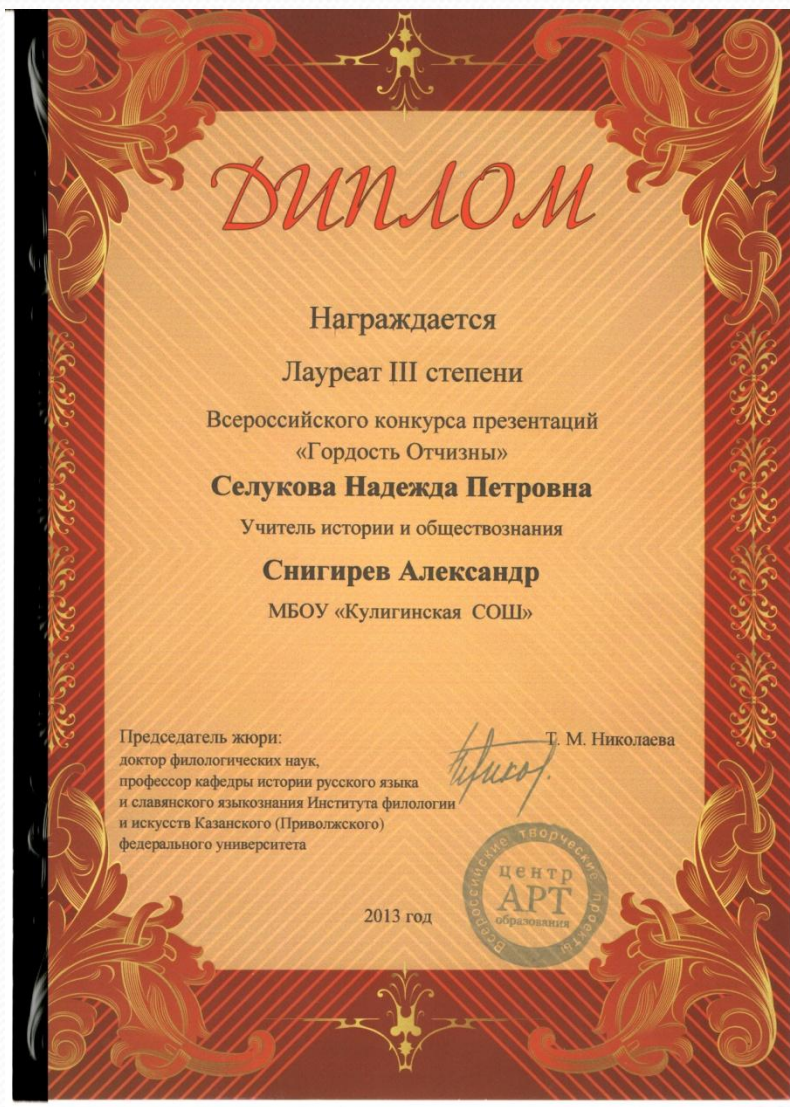 ДИПЛОМ
Награждается
Лауреат III степени
Всероссийского конкурса презентаций
«Гордость Отчизны»
Селукова Надежда Петровна
Учитель истории и обществознания
Снигирев Александр
МБОУ «Кулигинская СОШ»
Председатель жюри:
Т. М. Николаева
доктор филологических наук,
профессор кафедры истории русского языка
и славянского языкознания Института филологии
и искусств Казанского (Приволжского)
федерального университета
Всероссийские творческие проекты
центр
АРТ
образования
2013 год